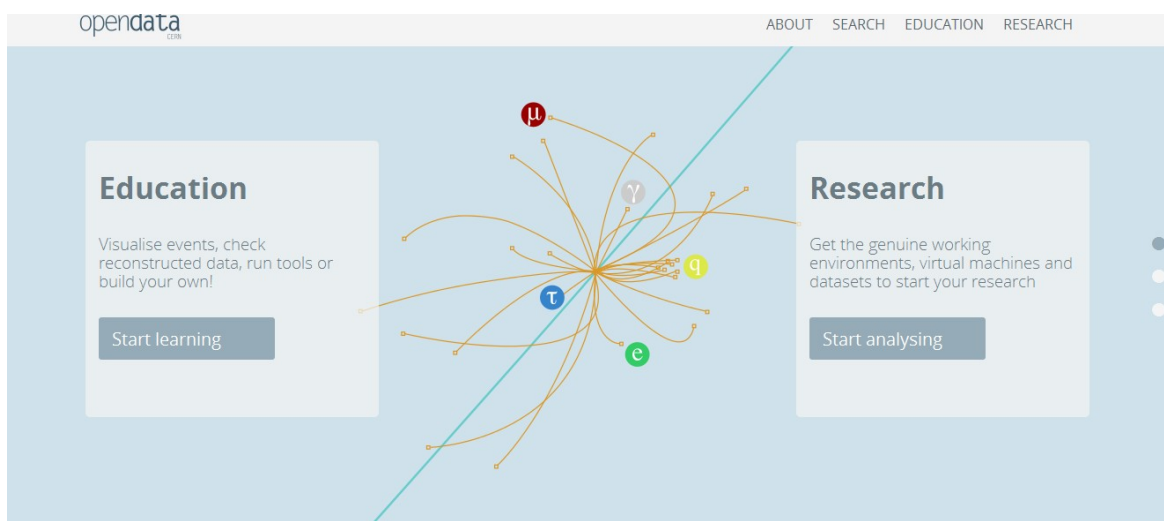 opendata
CERN
ABOUT SEARCH EDUCATION RESEARCH
μ
γ
q
τ
e
Education
Visualise events, check
reconstructed data, run tools or
build your own!
Start learning
Research
Get the genuine working
environments, virtual machines and
datasets to start your research
Start analysing